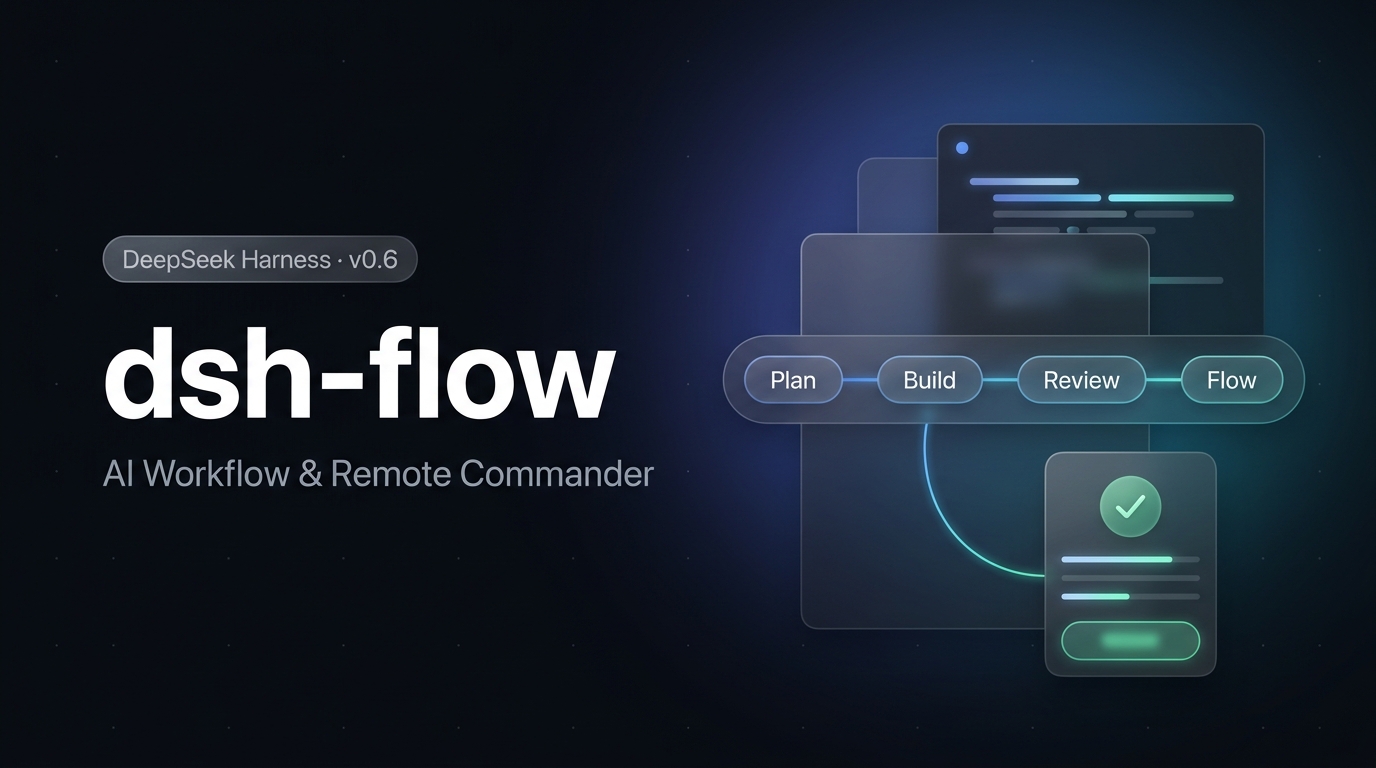 DeepSeek Harness · v0.6
dsh-flow
AI Workflow & Remote Commander
Plan
Build
Review
Flow